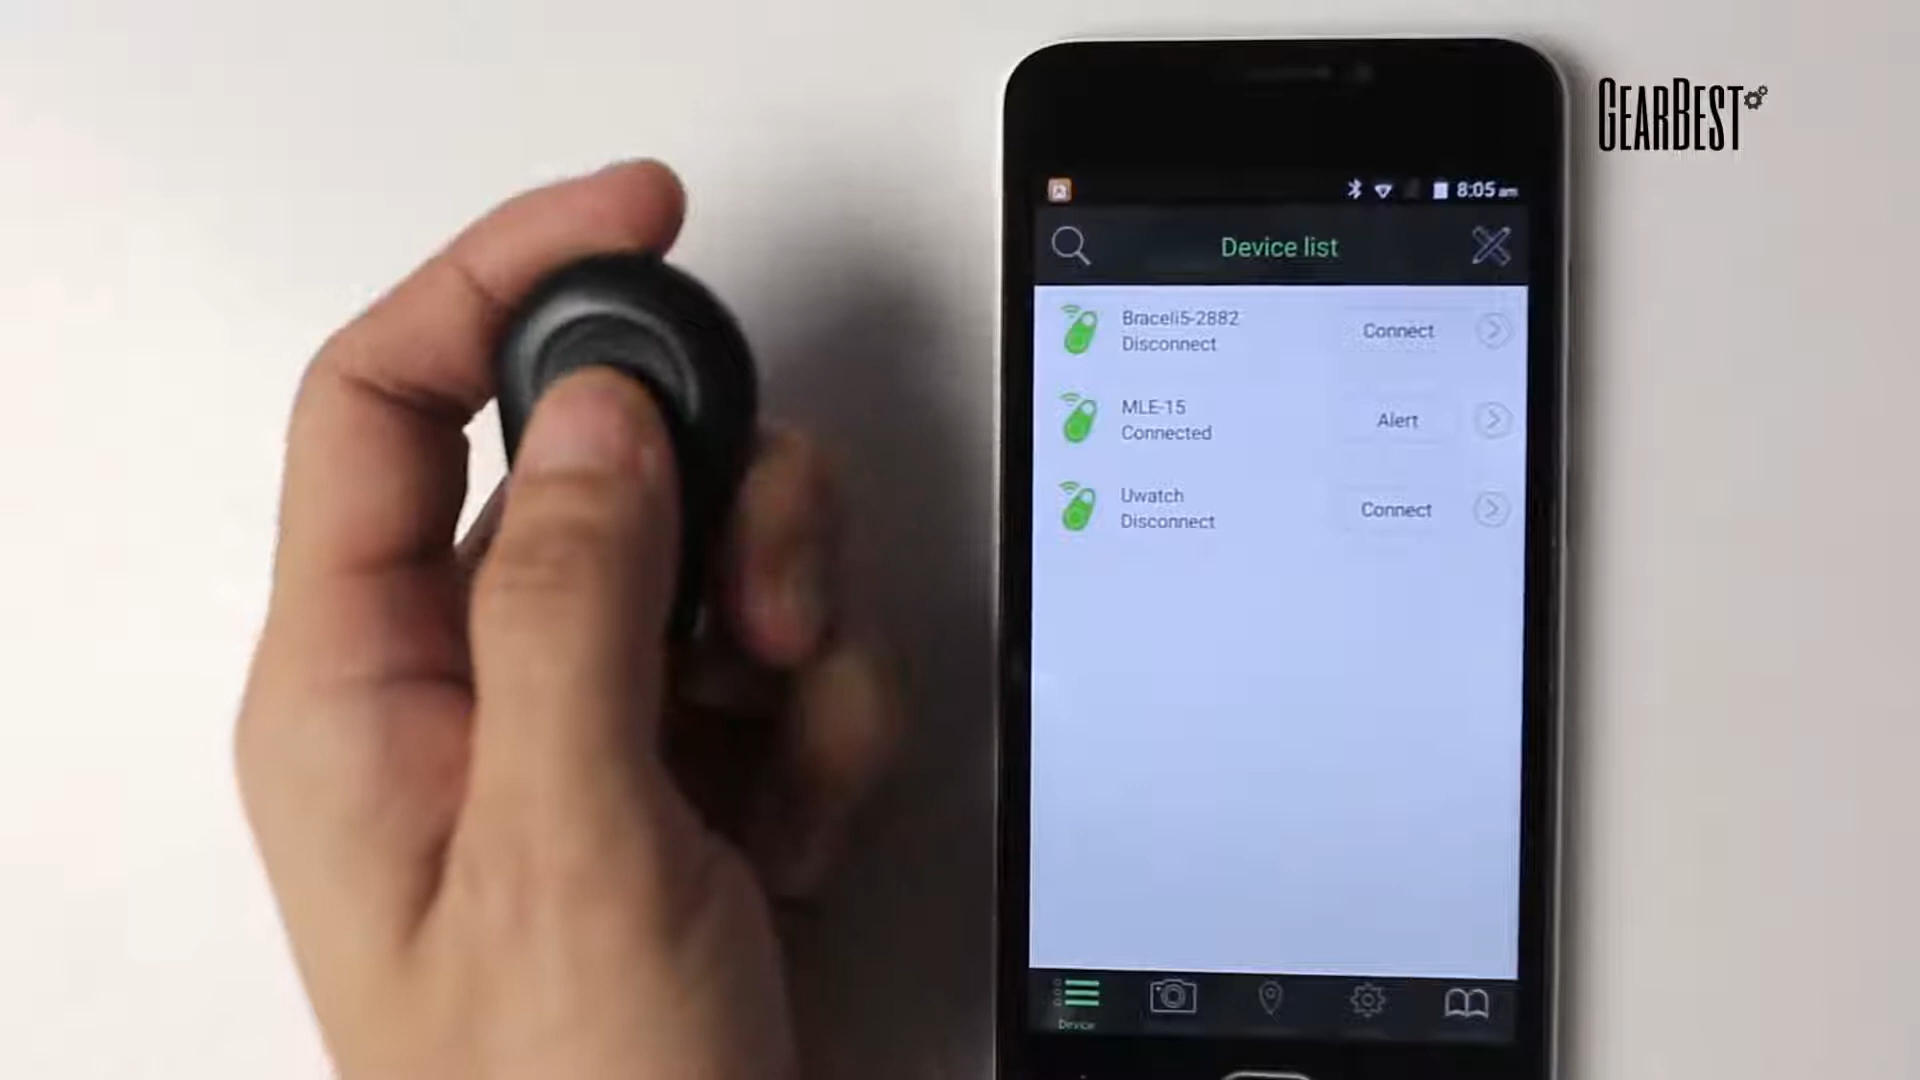 GEARBEST
8:05 am
Device list
Braceli5-2882
Disconnect
Connect
MLE-15
Connected
Alert
Uwatch
Disconnect
Connect
Device